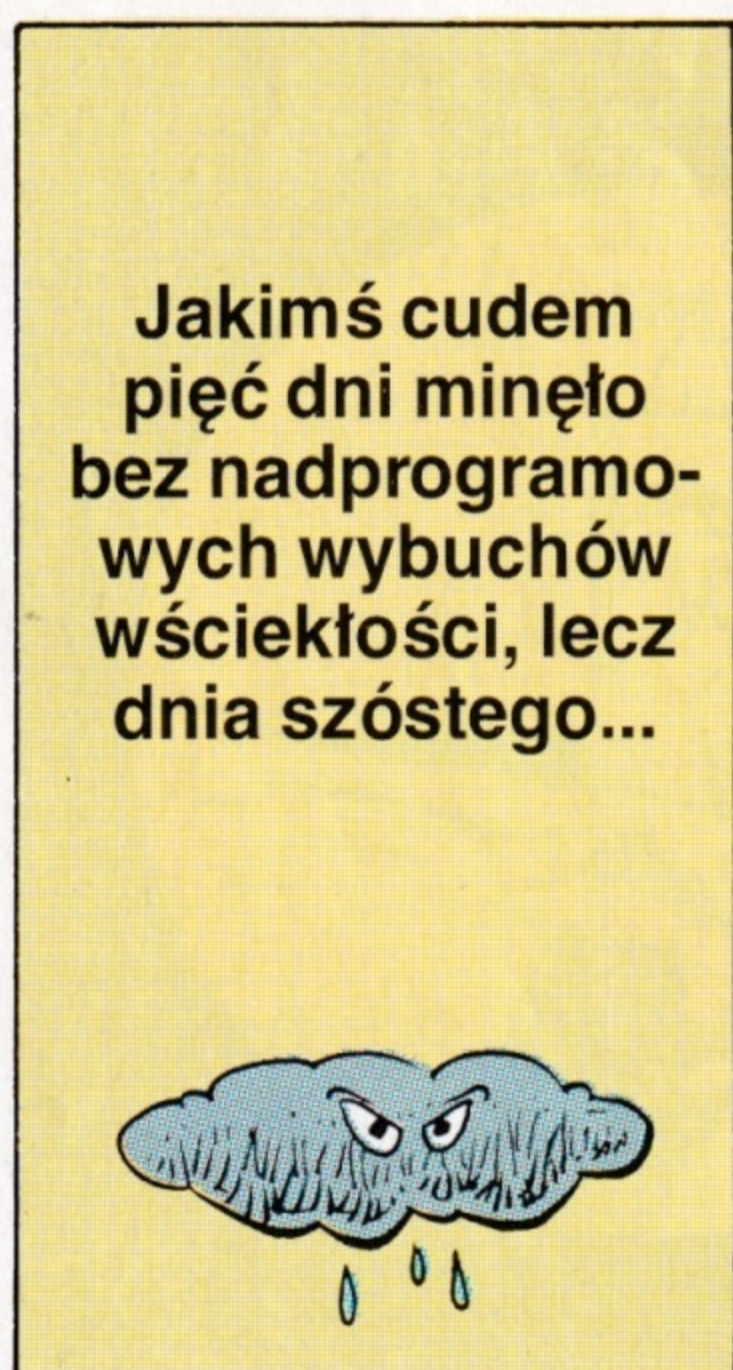 Jakimś cudem
pięć dni minęło
bez nadprogramo-
wych wybuchów
wściekłości, lecz
dnia szóstego...